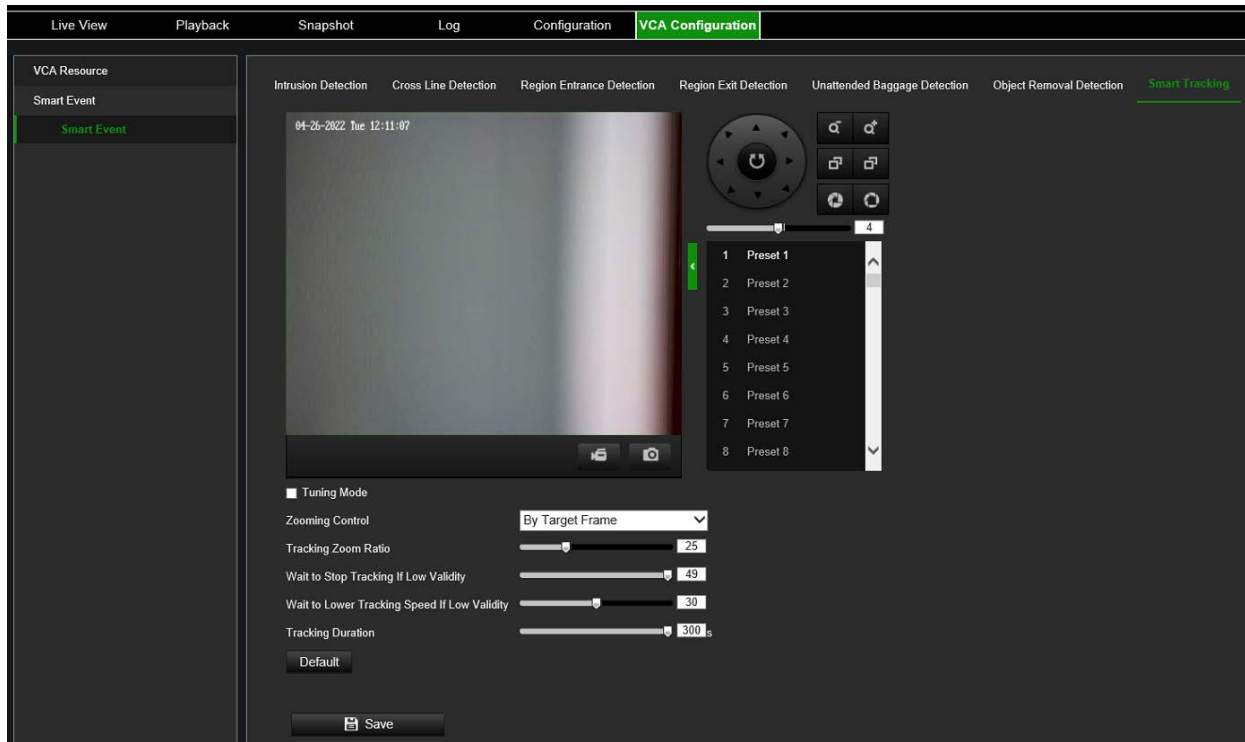 Live View Playback Snapshot Log Configuration VCA Configuration
VCA Resource
Smart Event
Smart Event
Intrusion Detection Cross Line Detection Region Entrance Detection Region Exit Detection Unattended Baggage Detection Object Removal Detection Smart Tracking
04-26-2022 Tue 12:11:07
4
1 Preset 1
2 Preset 2
3 Preset 3
4 Preset 4
5 Preset 5
6 Preset 6
7 Preset 7
8 Preset 8
Tuning Mode
Zooming Control By Target Frame
Tracking Zoom Ratio 25
Wait to Stop Tracking If Low Validity 49
Wait to Lower Tracking Speed If Low Validity 30
Tracking Duration 300 s
Default
Save